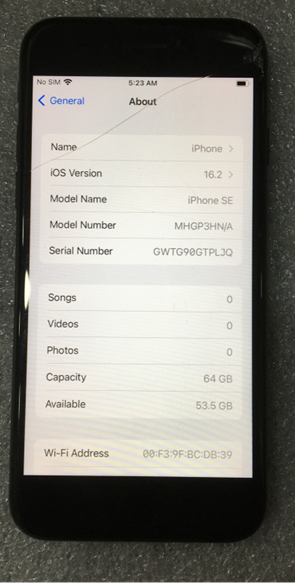 No SIM 5:23 AM
General About
Name iPhone
iOS Version 16.2
Model Name iPhone SE
Model Number MHGP3HN/A
Serial Number GWTG90GTPLJQ
Songs 0
Videos 0
Photos 0
Capacity 64 GB
Available 53.5 GB
Wi-Fi Address 00:F3:9F:BC:DB:39